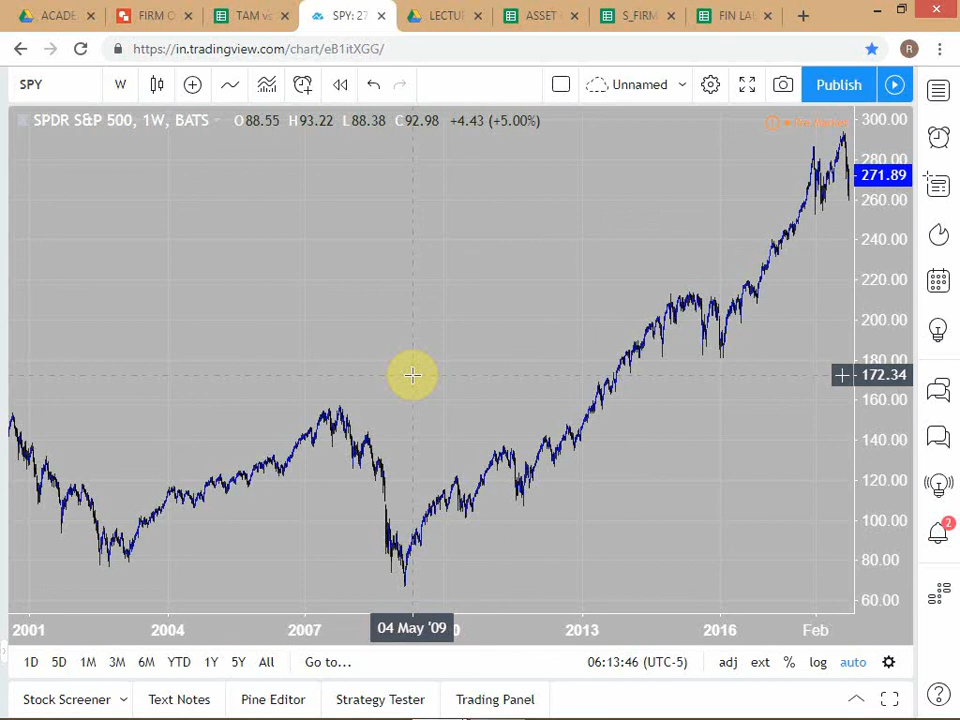 ACADE
FIRM O
TAM vs
SPY: 27
LECTU
ASSET
S_FIRM
FIN LA
https://in.tradingview.com/chart/eB1itXGG/
R
SPY
W
Unnamed
Publish
SPDR S&P 500, 1W, BATS
O88.55 H93.22 L88.38 C92.98 +4.43 (+5.00%)
Pre Market
300.00
280.00
271.89
260.00
240.00
220.00
200.00
180.00
172.34
160.00
140.00
120.00
100.00
80.00
60.00
2
2001 2004 2007 04 May '09 0 2013 2016 Feb
1D 5D 1M 3M 6M YTD 1Y 5Y All Go to... 06:13:46 (UTC-5) adj ext % log auto
Stock Screener Text Notes Pine Editor Strategy Tester Trading Panel